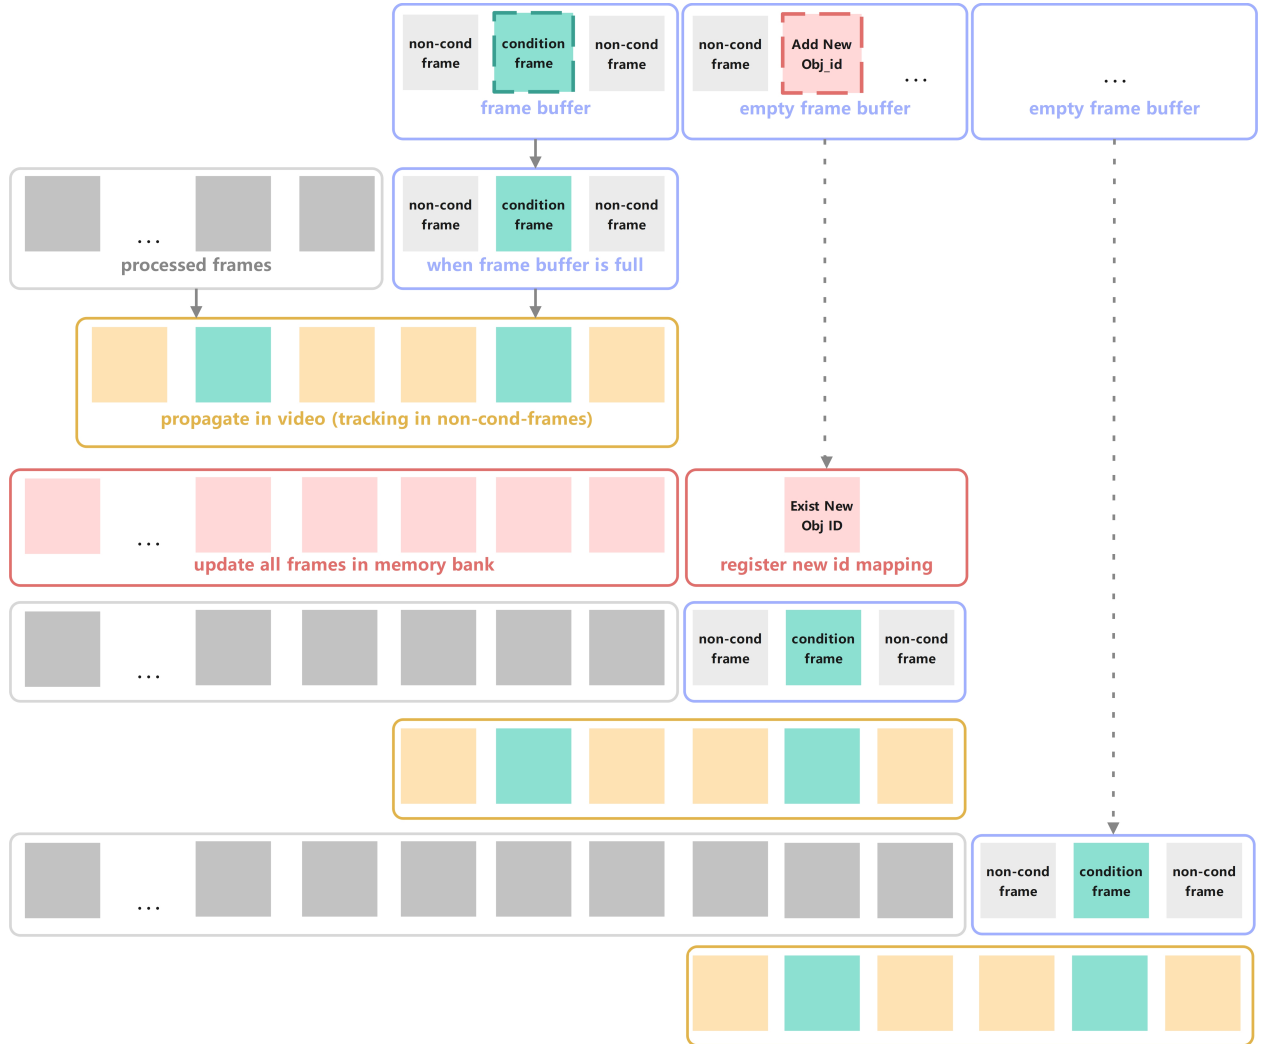 non-cond
frame
condition
frame
non-cond
frame
frame buffer
non-cond
frame
Add New
Obj_id
...
empty frame buffer
...
empty frame buffer
...
processed frames
non-cond
frame
condition
frame
non-cond
frame
when frame buffer is full
propagate in video (tracking in non-cond-frames)
...
update all frames in memory bank
Exist New
Obj ID
register new id mapping
...
non-cond
frame
condition
frame
non-cond
frame
...
non-cond
frame
condition
frame
non-cond
frame